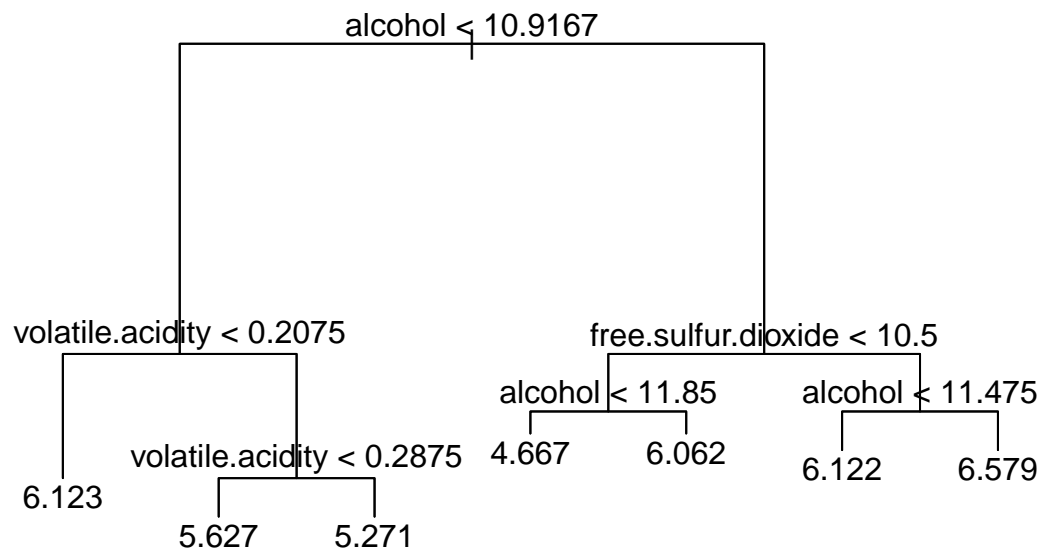 alcohol < 10.9167
volatile.acidity < 0.2075
free.sulfur.dioxide < 10.5
alcohol < 11.85
alcohol < 11.475
volatile.acidity < 0.2875
4.667
6.062
6.122
6.579
6.123
5.627
5.271